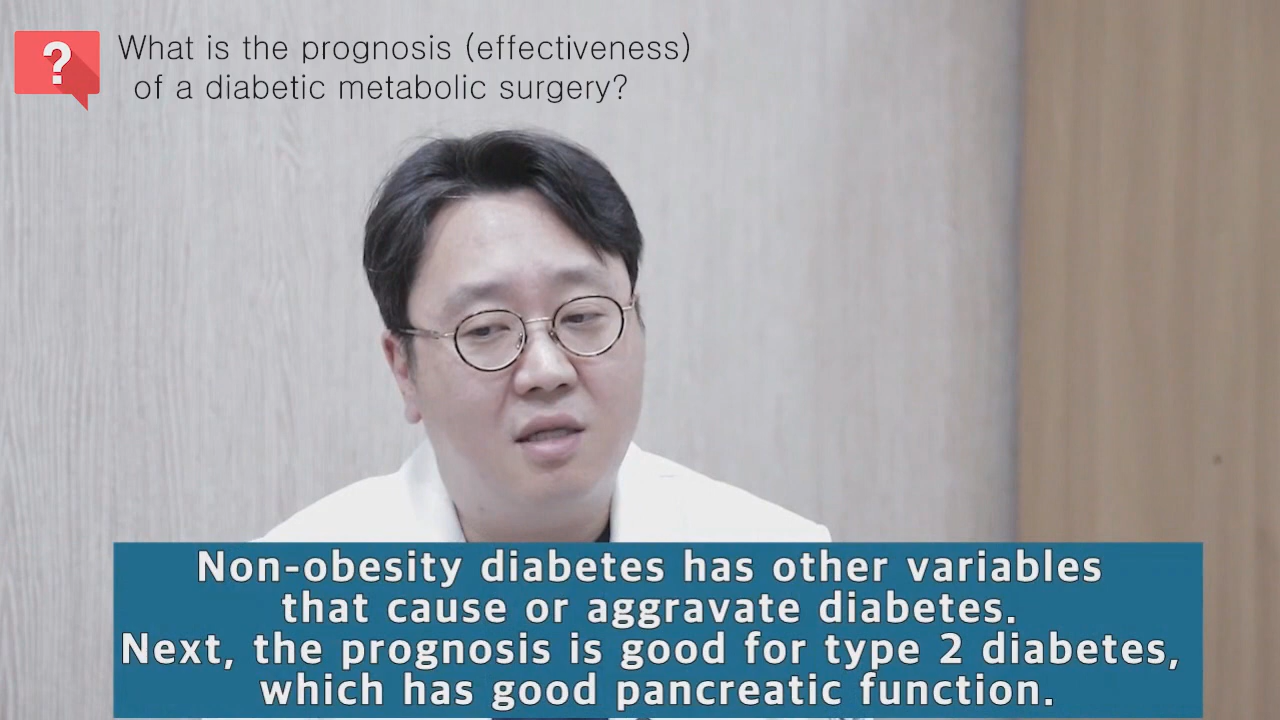 ?
What is the prognosis (effectiveness)
of a diabetic metabolic surgery?
Non-obesity diabetes has other variables
that cause or aggravate diabetes.
Next, the prognosis is good for type 2 diabetes,
which has good pancreatic function.